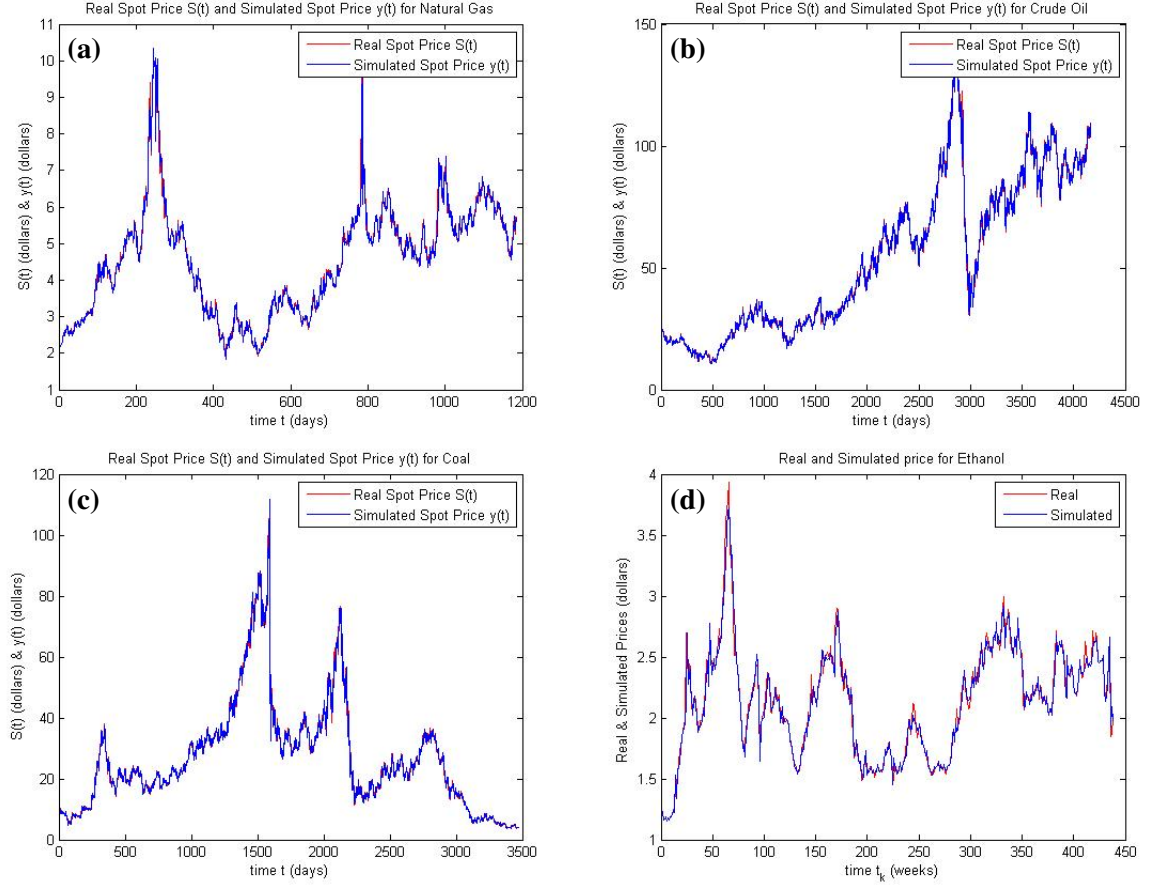 Real Spot Price S(t) and Simulated Spot Price y(t) for Natural Gas
(a)
Real Spot Price S(t)
Simulated Spot Price y(t)
S(t) (dollars) & y(t) (dollars)
11
10
9
8
7
6
5
4
3
2
1
0 200 400 600 800 1000 1200
time t (days)
Real Spot Price S(t) and Simulated Spot Price y(t) for Crude Oil
(b)
Real Spot Price S(t)
Simulated Spot Price y(t)
S(t) (dollars) & y(t) (dollars)
150
100
50
0
0 500 1000 1500 2000 2500 3000 3500 4000 4500
time t (days)
Real Spot Price S(t) and Simulated Spot Price y(t) for Coal
(c)
Real Spot Price S(t)
Simulated Spot Price y(t)
S(t) (dollars) & y(t) (dollars)
120
100
80
60
40
20
0
0 500 1000 1500 2000 2500 3000 3500
time t (days)
Real and Simulated price for Ethanol
(d)
Real
Simulated
Real & Simulated Prices (dollars)
4
3.5
3
2.5
2
1.5
1
0 50 100 150 200 250 300 350 400 450
time t_k (weeks)